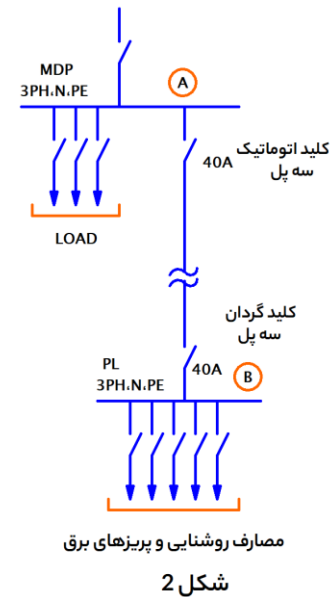 MDP
3PH،N،PE
A
40A
کلید اتوماتیک
سه پل
LOAD
کلید گردان
سه پل
PL
3PH،N،PE
40A
B
مصارف روشنایی و پریزهای برق
شکل 2